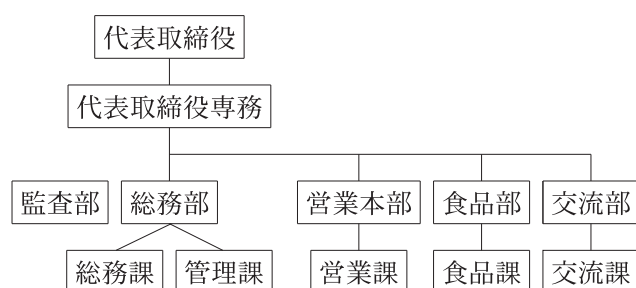 代表取締役
代表取締役専務
監査部 総務部 営業本部 食品部 交流部
総務課 管理課 営業課 食品課 交流課